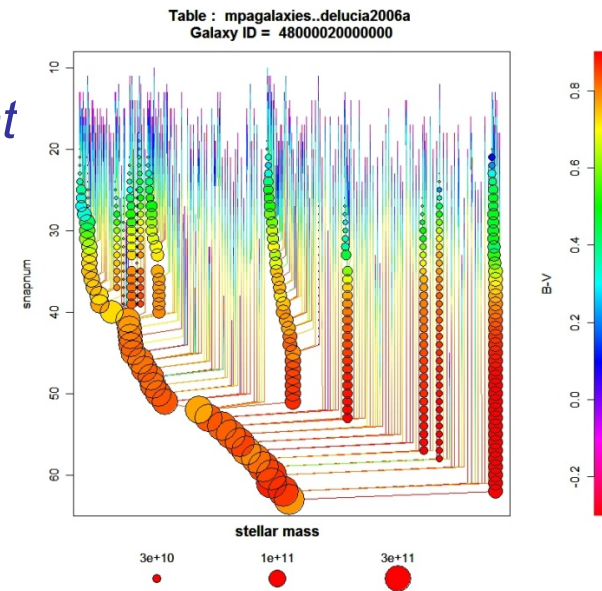 Table : mpagalaxies..delucia2006a
Galaxy ID = 48000020000000
t
10
20
30
40
50
60
snapnum
0.8
0.6
0.4
0.2
0.0
-0.2
B-V
stellar mass
3e+10
1e+11
3e+11